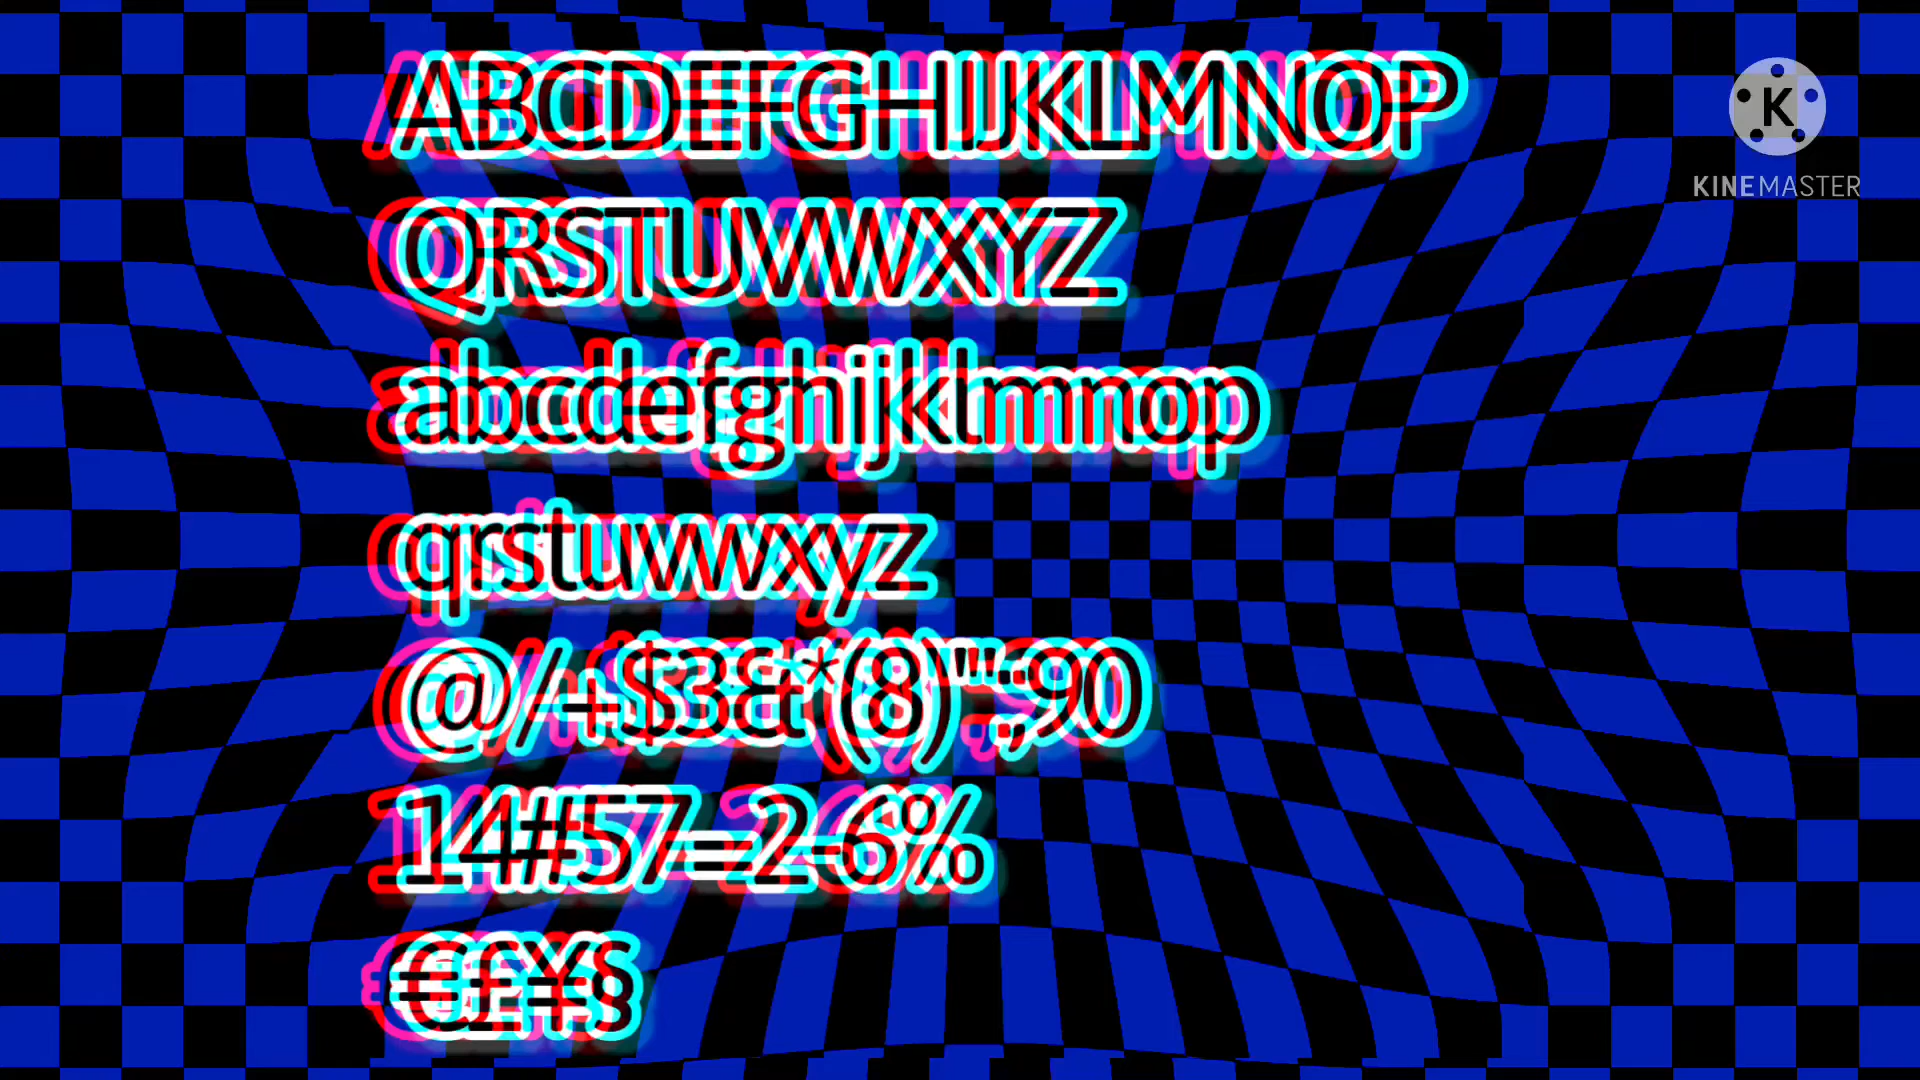 ABCDEFGHIJKLMNOP
QRSTUVWXYZ
abcdefghijklmnop
qrstuvwxyz
@/+$3&*(8)'":;90
14#!57=2-6%
€£¥§
K
KINEMASTER